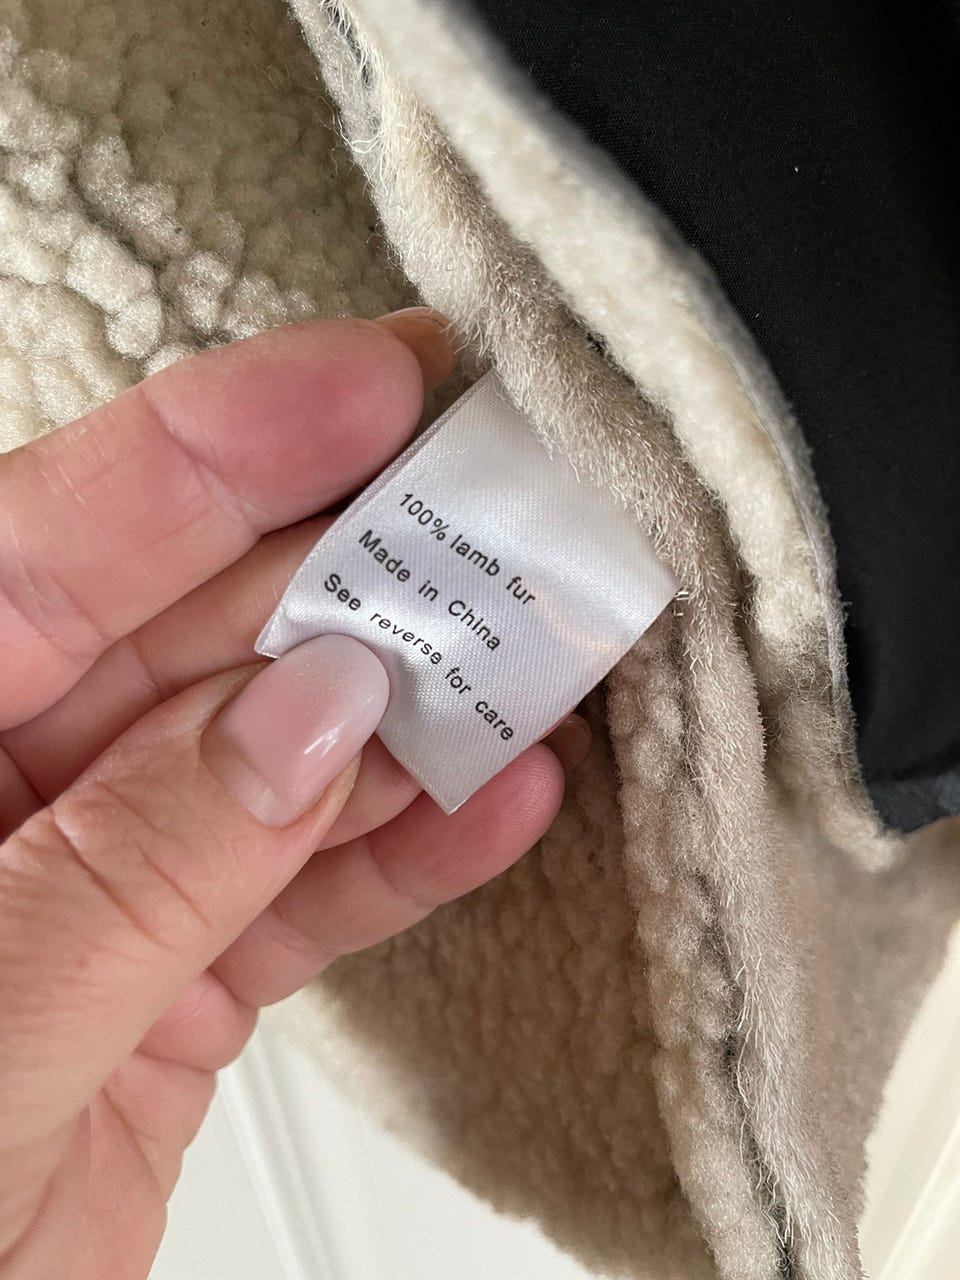 100% lamb fur
Made in China
See reverse for care